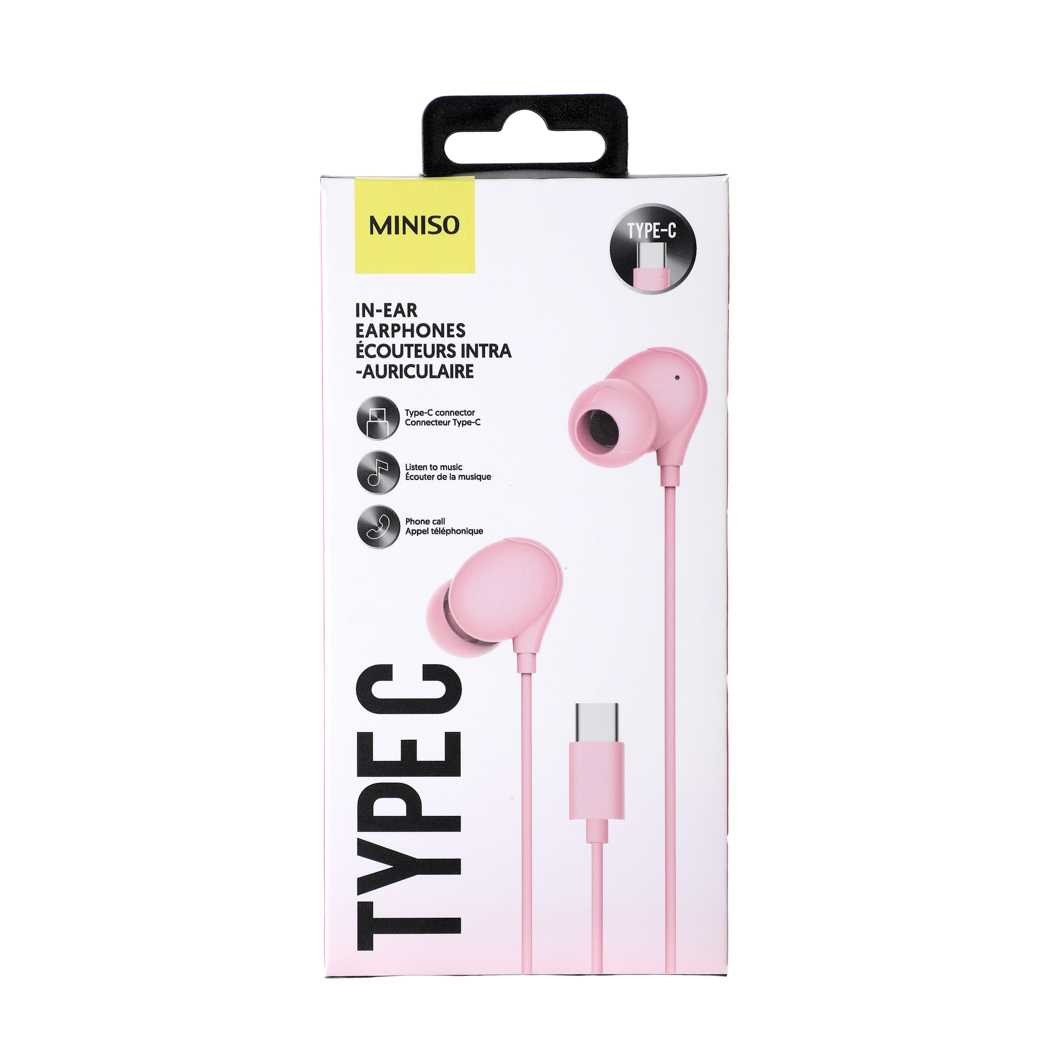 MINISO
TYPE-C
IN-EAR
EARPHONES
ÉCOUTEURS INTRA
-AURICULAIRE
Type-C connector
Connecteur Type-C
Listen to music
Écouter de la musique
Phone call
Appel téléphonique
TYPE C